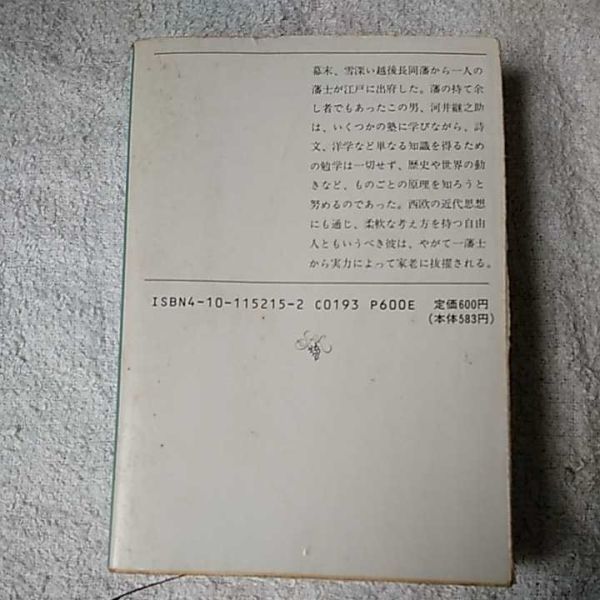 幕末、雪深い越後長岡藩から一人の
藩士が江戸に出府した。藩の持て余
し者でもあったこの男、河井継之助
は、いくつかの塾に学びながら、詩
文、洋学など単なる知識を得るため
の勉学は一切せず、歴史や世界の動
きなど、ものごとの原理を知ろうと
努めるのであった。西欧の近代思想
にも通じ、柔軟な考え方を持つ自由
人ともいうべき彼は、やがて一藩士
から実力によって家老に抜擢される。
ISBN4-10-115215-2 C0193 P600E 定価600円
(本体583円)